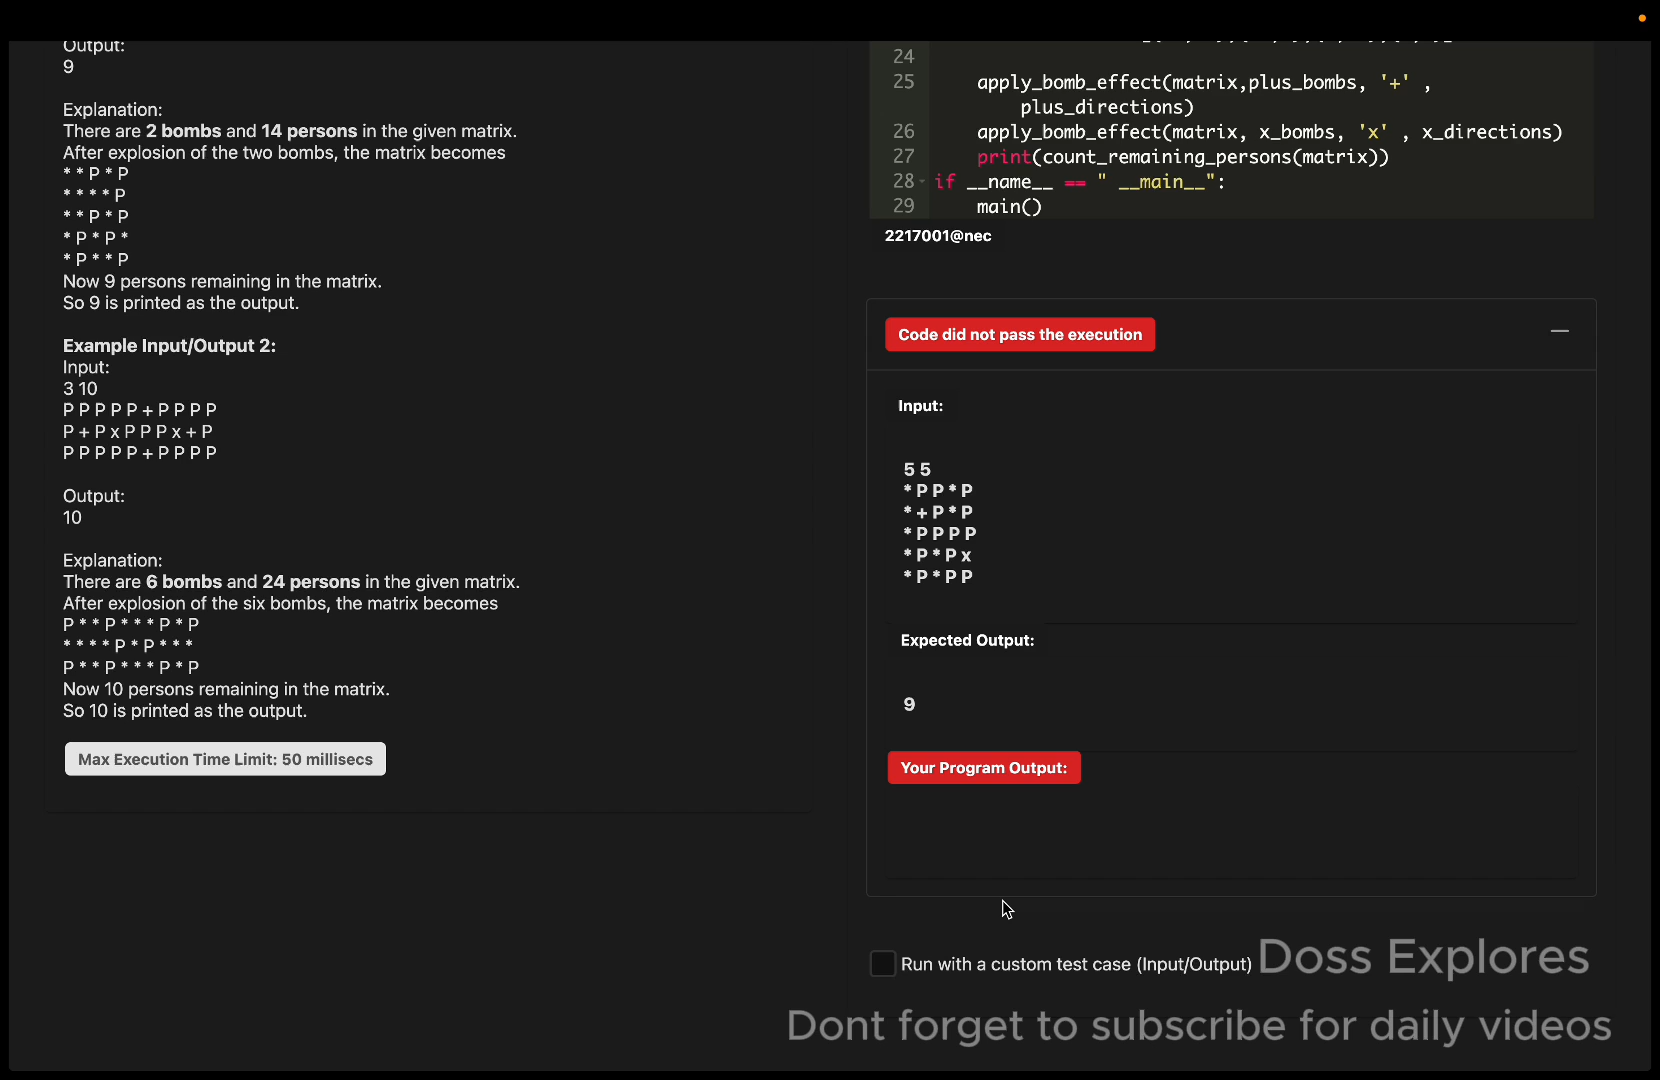 Output:
9
Explanation:
There are 2 bombs and 14 persons in the given matrix.
After explosion of the two bombs, the matrix becomes
* * P * P
* * * * P
* * P * P
* P * P *
* P * * P
Now 9 persons remaining in the matrix.
So 9 is printed as the output.
Example Input/Output 2:
Input:
3 10
P P P P P + P P P P
P + P x P P P x + P
P P P P P + P P P P
Output:
10
Explanation:
There are 6 bombs and 24 persons in the given matrix.
After explosion of the six bombs, the matrix becomes
P * * P * * * P * P
* * * * P * P * * *
P * * P * * * P * P
Now 10 persons remaining in the matrix.
So 10 is printed as the output.
Max Execution Time Limit: 50 millisecs
24
25 apply_bomb_effect(matrix,plus_bombs, '+' ,
plus_directions)
26 apply_bomb_effect(matrix, x_bombs, 'x' , x_directions)
27 print(count_remaining_persons(matrix))
28 if __name__ == " __main__":
29 main()
2217001@nec
Code did not pass the execution
Input:
5 5
* P P * P
* + P * P
* P P P P
* P * P x
* P * P P
Expected Output:
9
Your Program Output:
Run with a custom test case (Input/Output)
Doss Explores
Dont forget to subscribe for daily videos